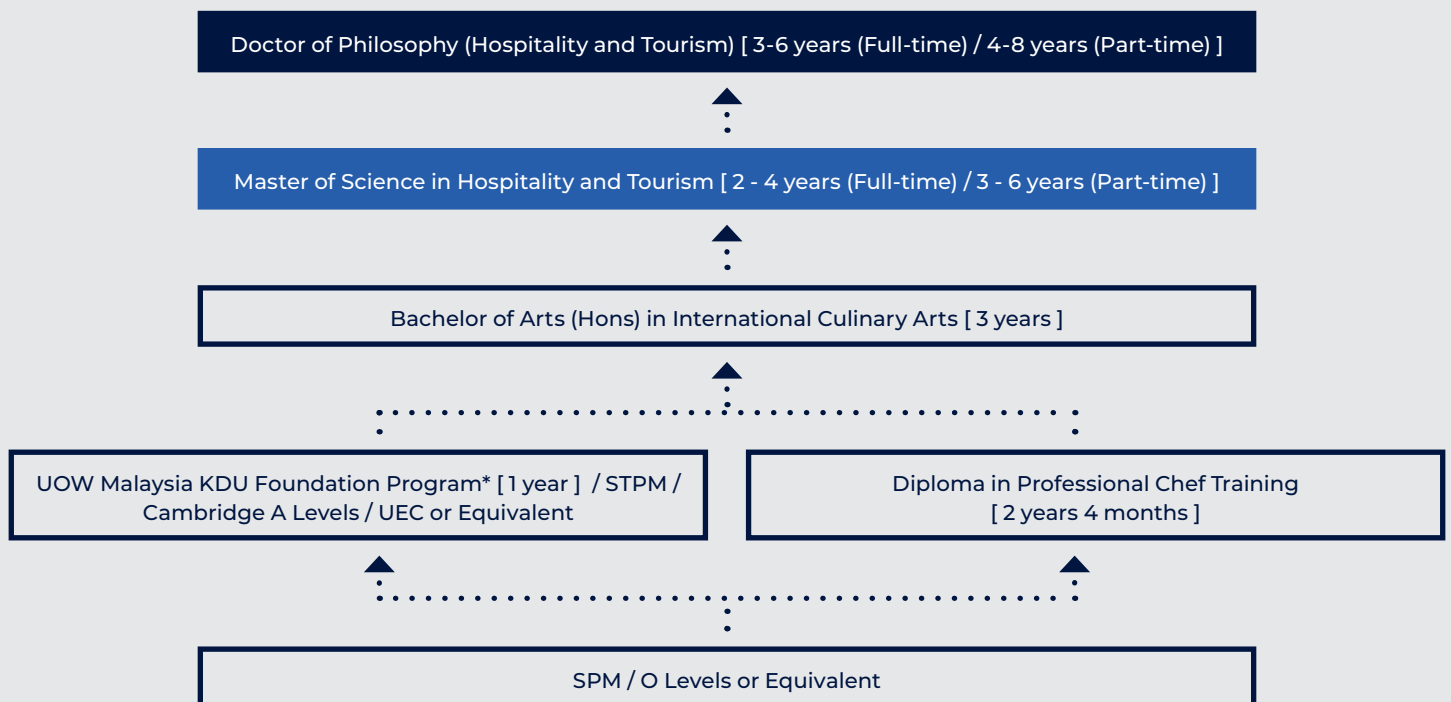 Doctor of Philosophy (Hospitality and Tourism) [ 3-6 years (Full-time) / 4-8 years (Part-time) ]
Master of Science in Hospitality and Tourism [ 2 - 4 years (Full-time) / 3 - 6 years (Part-time) ]
Bachelor of Arts (Hons) in International Culinary Arts [ 3 years ]
UOW Malaysia KDU Foundation Program* [ 1 year ] / STPM /
Cambridge A Levels / UEC or Equivalent
Diploma in Professional Chef Training
[ 2 years 4 months ]
SPM / O Levels or Equivalent